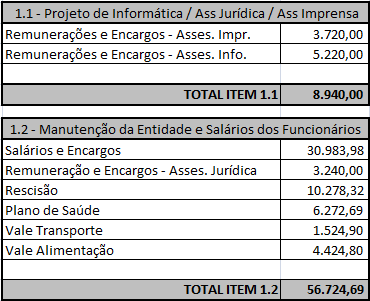 1.1 - Projeto de Informática / Ass Jurídica / Ass Imprensa
Remunerações e Encargos - Asses. Impr. 3.720,00
Remunerações e Encargos - Asses. Info. 5.220,00
TOTAL ITEM 1.1 8.940,00
1.2 - Manutenção da Entidade e Salários dos Funcionários
Salários e Encargos 30.983,98
Remuneração e Encargos - Asses. Jurídica 3.240,00
Rescisão 10.278,32
Plano de Saúde 6.272,69
Vale Transporte 1.524,90
Vale Alimentação 4.424,80
TOTAL ITEM 1.2 56.724,69